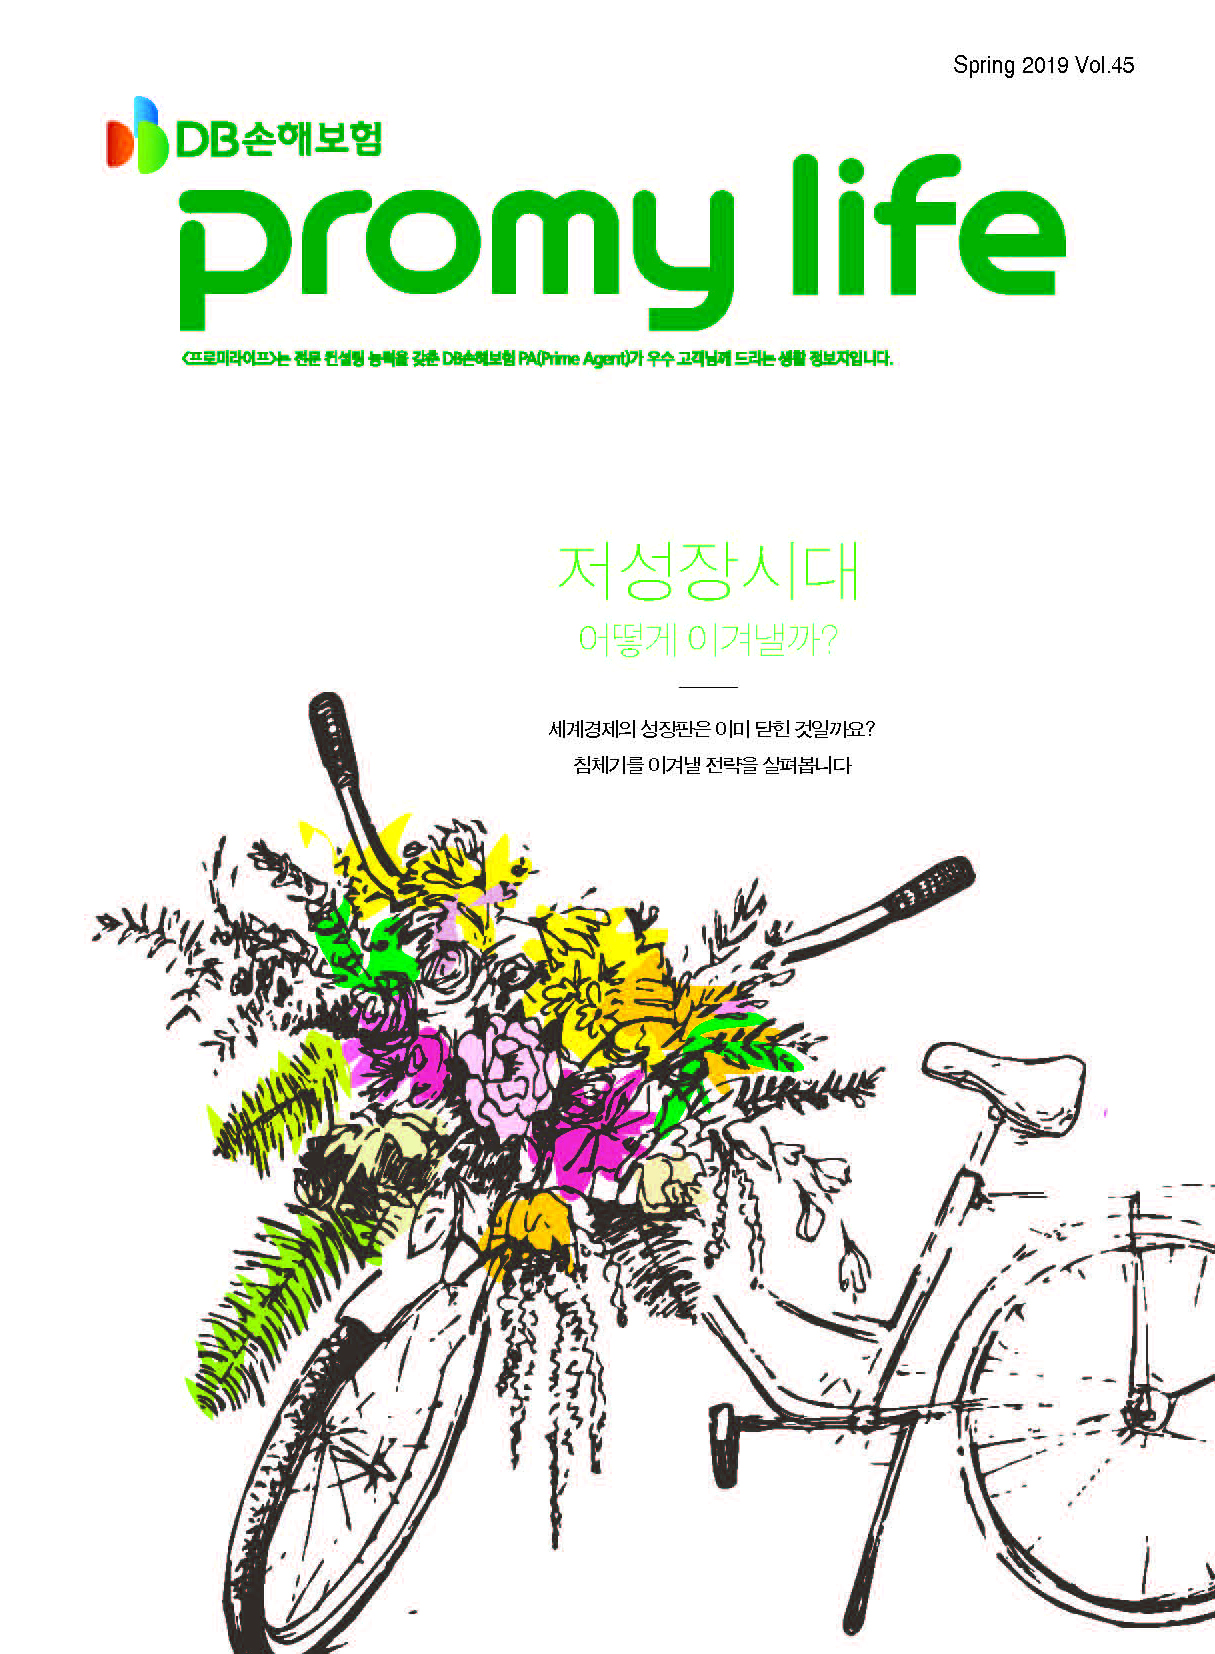 Spring 2019 Vol.45
DB손해보험
promy life
<프로미라이프>는 전문 컨설팅 능력을 갖춘 DB손해보험 PA(Prime Agent)가 우수 고객님께 드리는 생활 정보지입니다.
저성장시대
어떻게 이겨낼까?
세계경제의 성장판은 이미 닫힌 것일까요?
침체기를 이겨낼 전략을 살펴봅니다